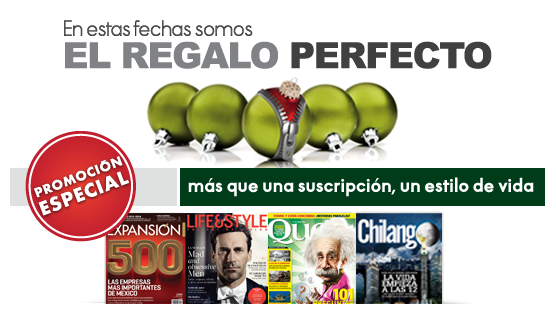 En estas fechas somos
EL REGALO PERFECTO
PROMOCIÓN
ESPECIAL
más que una suscripción, un estilo de vida
EXPANSIÓN
500
LAS EMPRESAS
MÁS IMPORTANTES
DE MÉXICO
LIFE&STYLE
Mad
and
obsessive
Men
Quo
101
Chilango
LA VIDA
EMPIEZA
A LAS 12